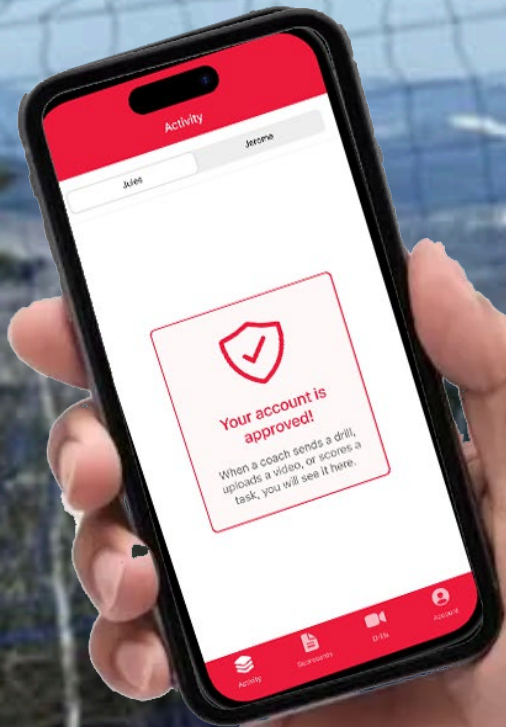 Activity
Jules
Jerome
Your account is
approved!
When a coach sends a drill,
uploads a video, or scores a
task, you will see it here.
Activity
Scorecards
Drills
Account